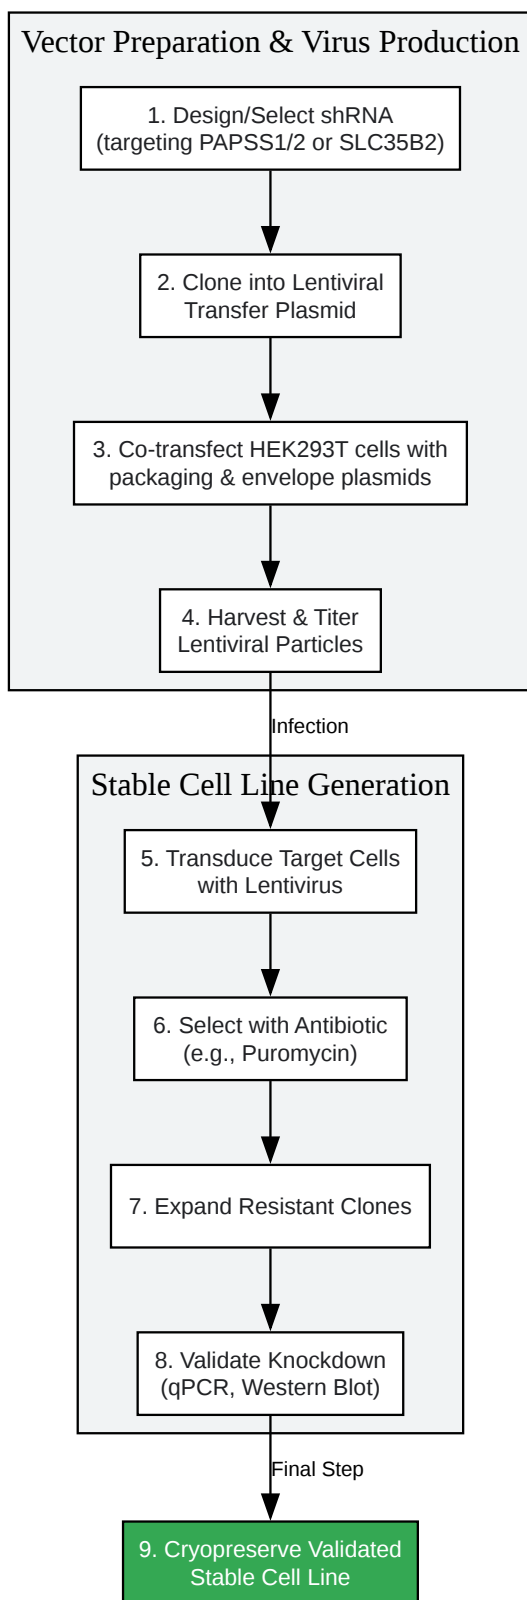 Vector Preparation & Virus Production
1. Design/Select shRNA
(targeting PAPSS1/2 or SLC35B2)
2. Clone into Lentiviral
Transfer Plasmid
3. Co-transfect HEK293T cells with
packaging & envelope plasmids
4. Harvest & Titer
Lentiviral Particles
Infection
Stable Cell Line Generation
5. Transduce Target Cells
with Lentivirus
6. Select with Antibiotic
(e.g., Puromycin)
7. Expand Resistant Clones
8. Validate Knockdown
(qPCR, Western Blot)
Final Step
9. Cryopreserve Validated
Stable Cell Line